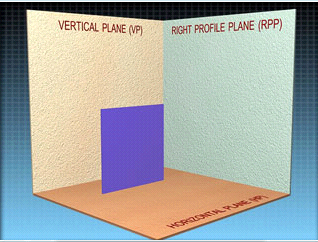 VERTICAL PLANE (VP)
RIGHT PROFILE PLANE (RPP)
HORIZONTAL PLANE (HP)